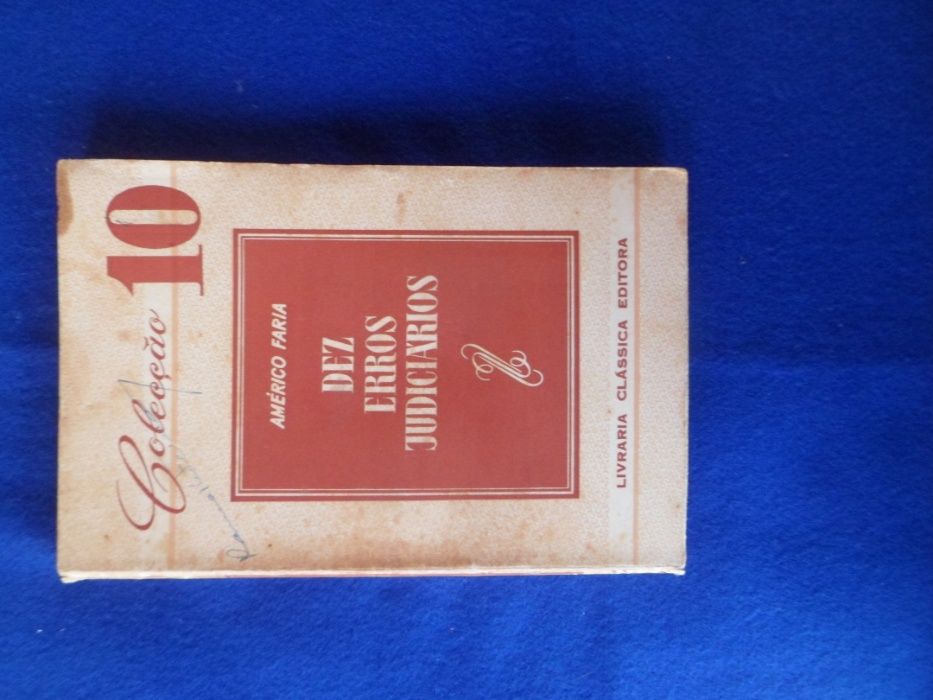 Colecção 10
AMÉRICO FARIA
DEZ
ERROS
JUDICIÁRIOS
LIVRARIA CLÁSSICA EDITORA